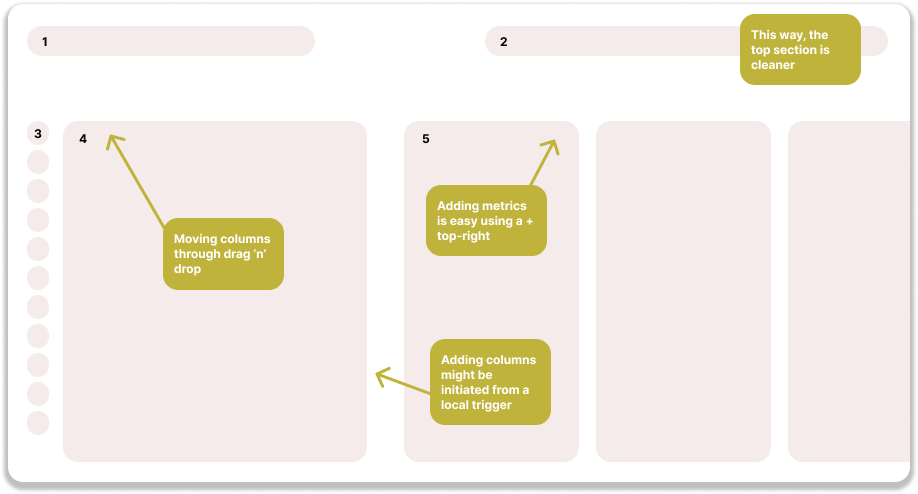 1
2
This way, the
top section is
cleaner
3
4
5
Adding metrics
is easy using a +
top-right
Moving columns
through drag ‘n’
drop
Adding columns
might be
initiated from a
local trigger